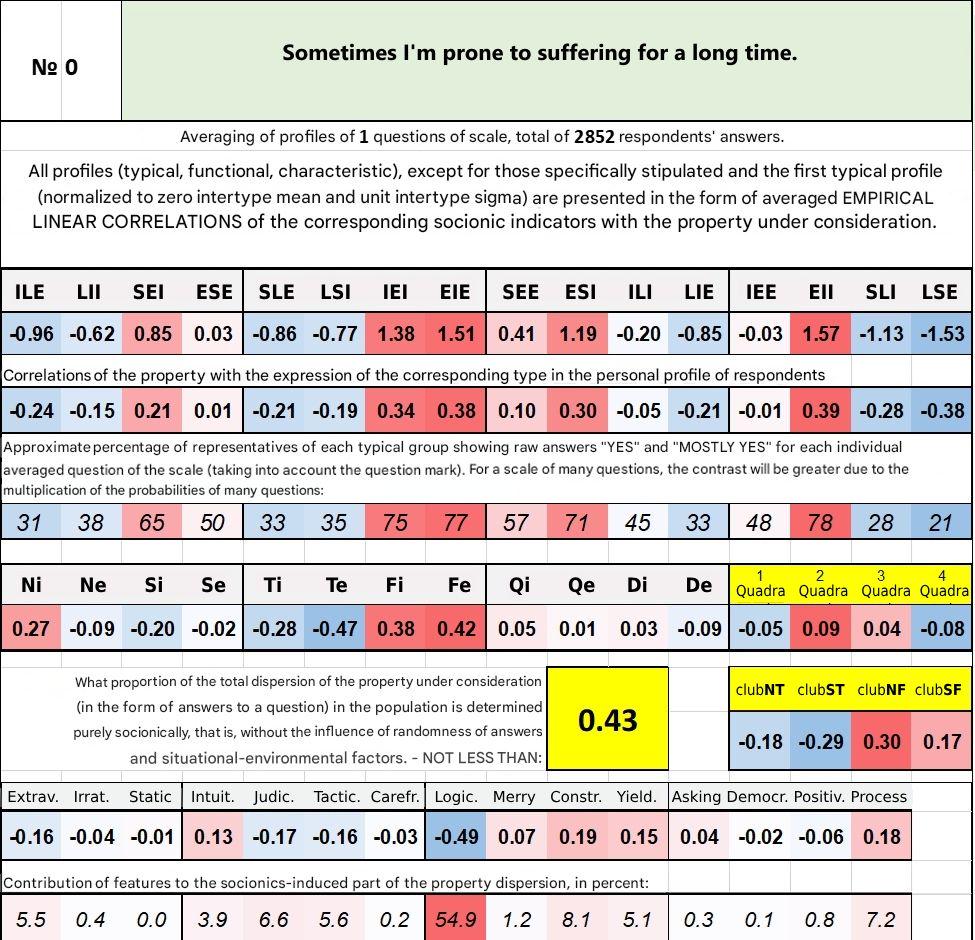 № 0
Sometimes I'm prone to suffering for a long time.
Averaging of profiles of 1 questions of scale, total of 2852 respondents' answers.
All profiles (typical, functional, characteristic), except for those specifically stipulated and the first typical profile
(normalized to zero intertype mean and unit intertype sigma) are presented in the form of averaged EMPIRICAL
LINEAR CORRELATIONS of the corresponding socionic indicators with the property under consideration.
ILE LII SEI ESE SLE LSI IEI EIE SEE ESI ILI LIE IEE EII SLI LSE
-0.96 -0.62 0.85 0.03 -0.86 -0.77 1.38 1.51 0.41 1.19 -0.20 -0.85 -0.03 1.57 -1.13 -1.53
Correlations of the property with the expression of the corresponding type in the personal profile of respondents
-0.24 -0.15 0.21 0.01 -0.21 -0.19 0.34 0.38 0.10 0.30 -0.05 -0.21 -0.01 0.39 -0.28 -0.38
Approximate percentage of representatives of each typical group showing raw answers "YES" and "MOSTLY YES" for each individual
averaged question of the scale (taking into account the question mark). For a scale of many questions, the contrast will be greater due to the
multiplication of the probabilities of many questions:
31 38 65 50 33 35 75 77 57 71 45 33 48 78 28 21
Ni Ne Si Se Ti Te Fi Fe Qi Qe Di De 1 Quadra 2 Quadra 3 Quadra 4 Quadra
0.27 -0.09 -0.20 -0.02 -0.28 -0.47 0.38 0.42 0.05 0.01 0.03 -0.09 -0.05 0.09 0.04 -0.08
What proportion of the total dispersion of the property under consideration
(in the form of answers to a question) in the population is determined
purely socionically, that is, without the influence of randomness of answers
and situational-environmental factors. - NOT LESS THAN:
0.43
clubNT clubST clubNF clubSF
-0.18 -0.29 0.30 0.17
Extrav. Irrat. Static Intuit. Judic. Tactic. Carefr. Logic. Merry Constr. Yield. Asking Democr. Positiv. Process
-0.16 -0.04 -0.01 0.13 -0.17 -0.16 -0.03 -0.49 0.07 0.19 0.15 0.04 -0.02 -0.06 0.18
Contribution of features to the socionics-induced part of the property dispersion, in percent:
5.5 0.4 0.0 3.9 6.6 5.6 0.2 54.9 1.2 8.1 5.1 0.3 0.1 0.8 7.2